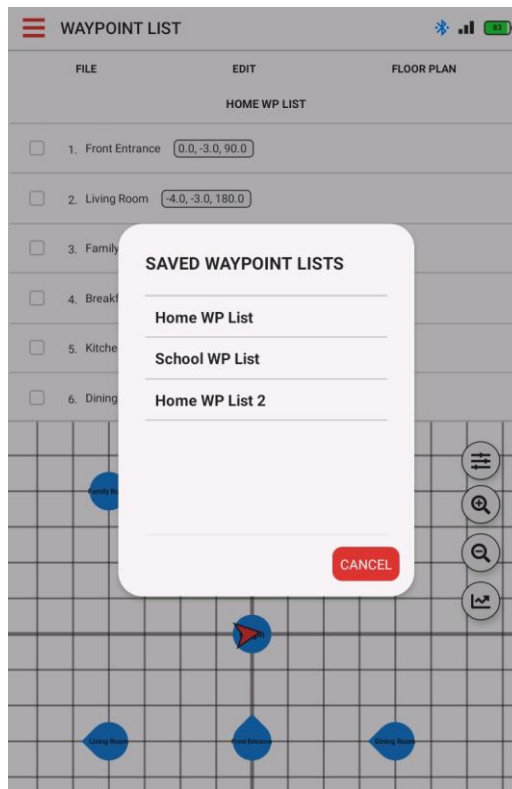 WAYPOINT LIST
83
FILE EDIT FLOOR PLAN
HOME WP LIST
1. Front Entrance 0.0, -3.0, 90.0
2. Living Room -4.0, -3.0, 180.0
3. Family
4. Breakf
5. Kitche
6. Dining
SAVED WAYPOINT LISTS
Home WP List
School WP List
Home WP List 2
CANCEL
Family
Living Room
Front Entrance
Dining Room